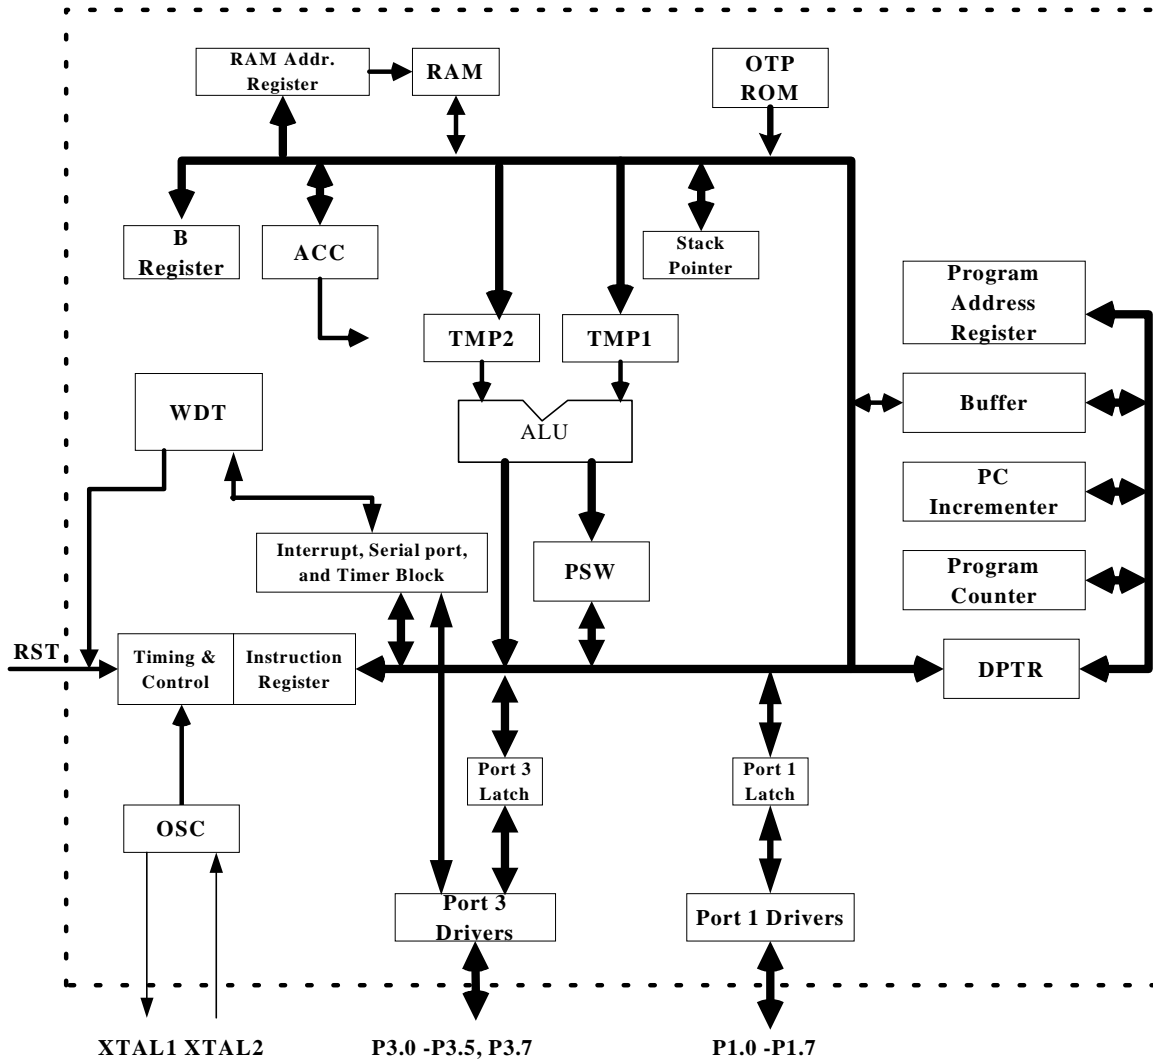 RAM Addr.
Register
RAM
OTP
ROM
B
Register
ACC
Stack
Pointer
Program
Address
Register
TMP2
TMP1
WDT
Buffer
ALU
PC
Incrementer
Interrupt, Serial port,
and Timer Block
PSW
Program
Counter
RST
Timing &
Control
Instruction
Register
DPTR
Port 3
Latch
Port 1
Latch
OSC
Port 3
Drivers
Port 1 Drivers
XTAL1 XTAL2
P3.0 -P3.5, P3.7
P1.0 -P1.7